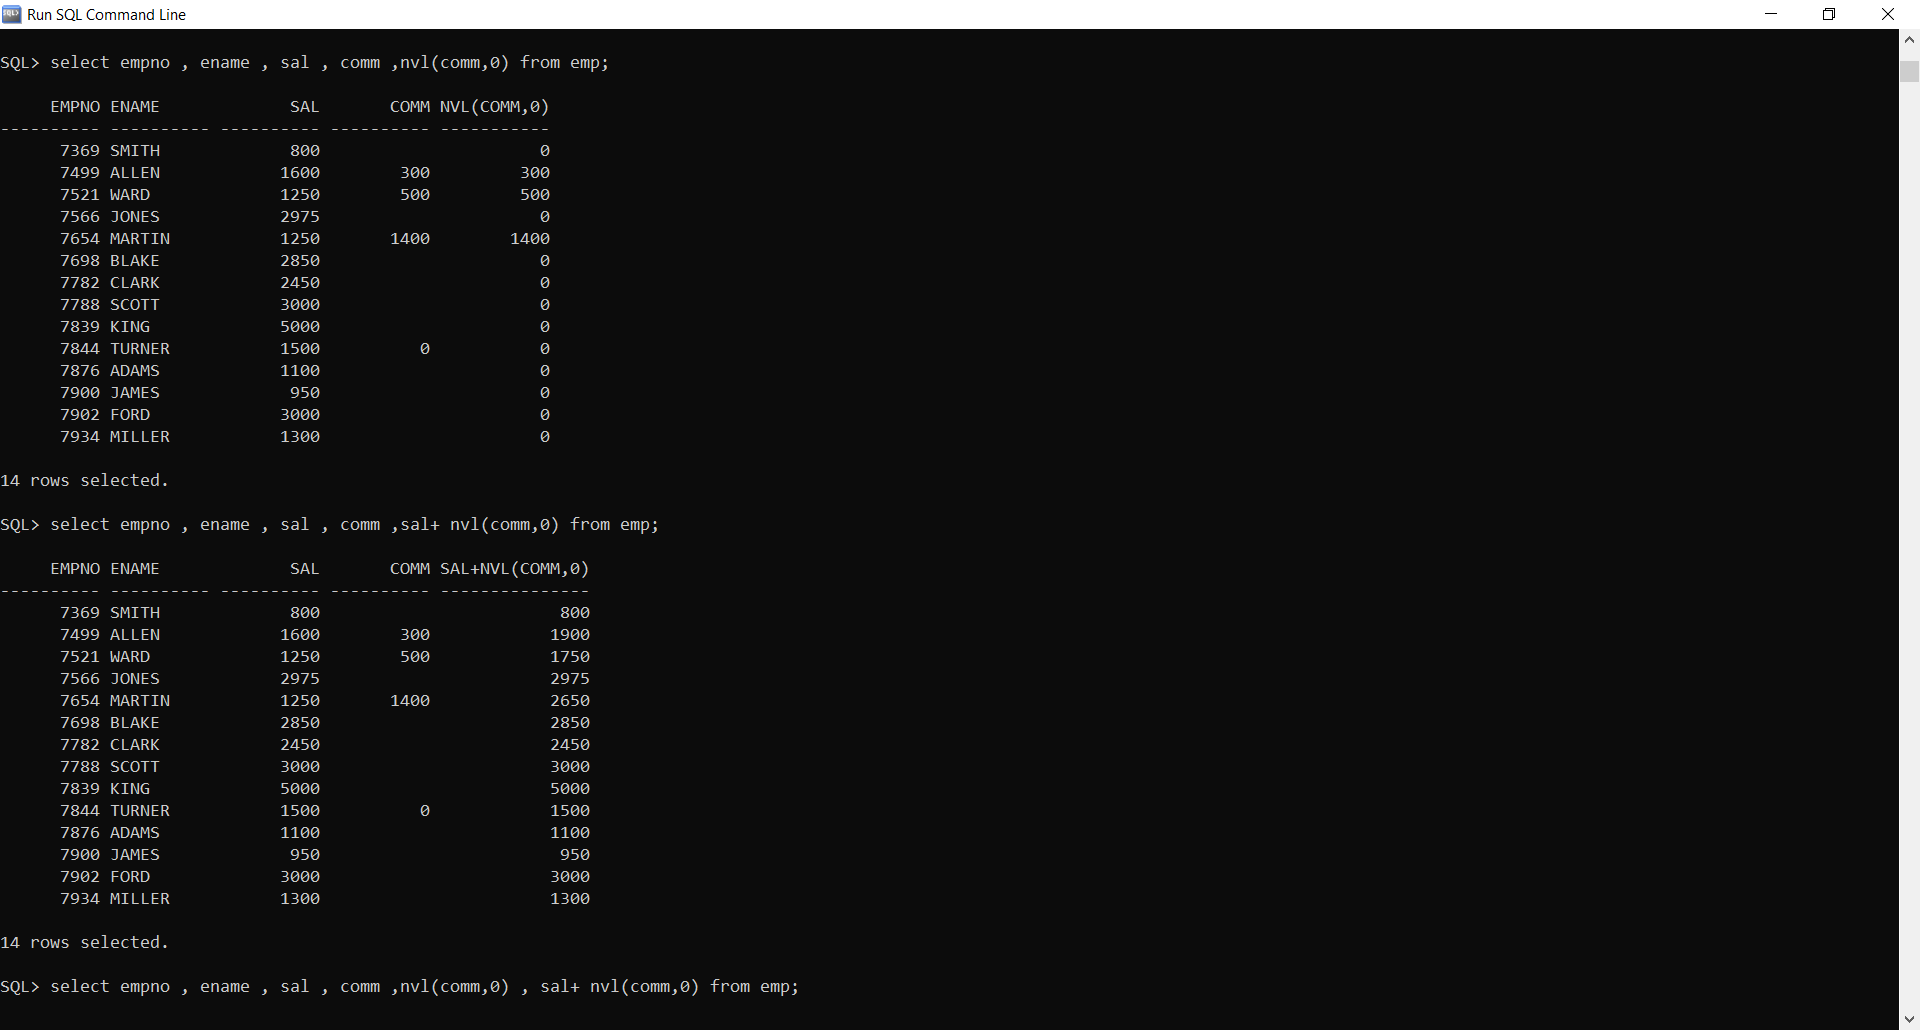 Run SQL Command Line
SQL> select empno , ename , sal , comm ,nvl(comm,0) from emp;
     EMPNO ENAME             SAL       COMM NVL(COMM,0)
---------- ---------- ---------- ---------- -----------
      7369 SMITH             800                      0
      7499 ALLEN            1600        300         300
      7521 WARD             1250        500         500
      7566 JONES            2975                      0
      7654 MARTIN           1250       1400        1400
      7698 BLAKE            2850                      0
      7782 CLARK            2450                      0
      7788 SCOTT            3000                      0
      7839 KING             5000                      0
      7844 TURNER           1500          0           0
      7876 ADAMS            1100                      0
      7900 JAMES             950                      0
      7902 FORD             3000                      0
      7934 MILLER           1300                      0
14 rows selected.
SQL> select empno , ename , sal , comm ,sal+ nvl(comm,0) from emp;
     EMPNO ENAME             SAL       COMM SAL+NVL(COMM,0)
---------- ---------- ---------- ---------- ---------------
      7369 SMITH             800                        800
      7499 ALLEN            1600        300            1900
      7521 WARD             1250        500            1750
      7566 JONES            2975                       2975
      7654 MARTIN           1250       1400            2650
      7698 BLAKE            2850                       2850
      7782 CLARK            2450                       2450
      7788 SCOTT            3000                       3000
      7839 KING             5000                       5000
      7844 TURNER           1500          0            1500
      7876 ADAMS            1100                       1100
      7900 JAMES             950                        950
      7902 FORD             3000                       3000
      7934 MILLER           1300                       1300
14 rows selected.
SQL> select empno , ename , sal , comm ,nvl(comm,0) , sal+ nvl(comm,0) from emp;